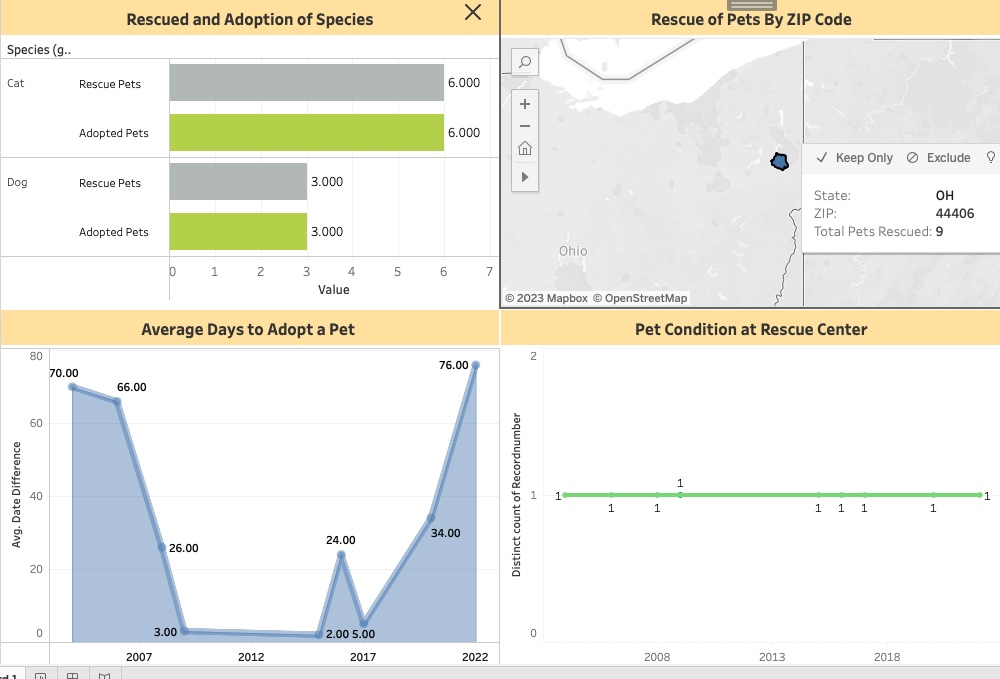 Rescued and Adoption of Species
Species (g..
Cat
Rescue Pets
6.000
Adopted Pets
6.000
Dog
Rescue Pets
3.000
Adopted Pets
3.000
0 1 2 3 4 5 6 7
Value
Rescue of Pets By ZIP Code
Keep Only
Exclude
State: OH
ZIP: 44406
Total Pets Rescued: 9
Ohio
© 2023 Mapbox © OpenStreetMap
Average Days to Adopt a Pet
Avg. Date Difference
80
60
40
20
0
70.00
66.00
26.00
3.00
2.00
24.00
5.00
34.00
76.00
2007 2012 2017 2022
Pet Condition at Rescue Center
Distinct count of Recordnumber
2
1
0
1
1
1
1
1
1
1
1
1
2008 2013 2018
d 1